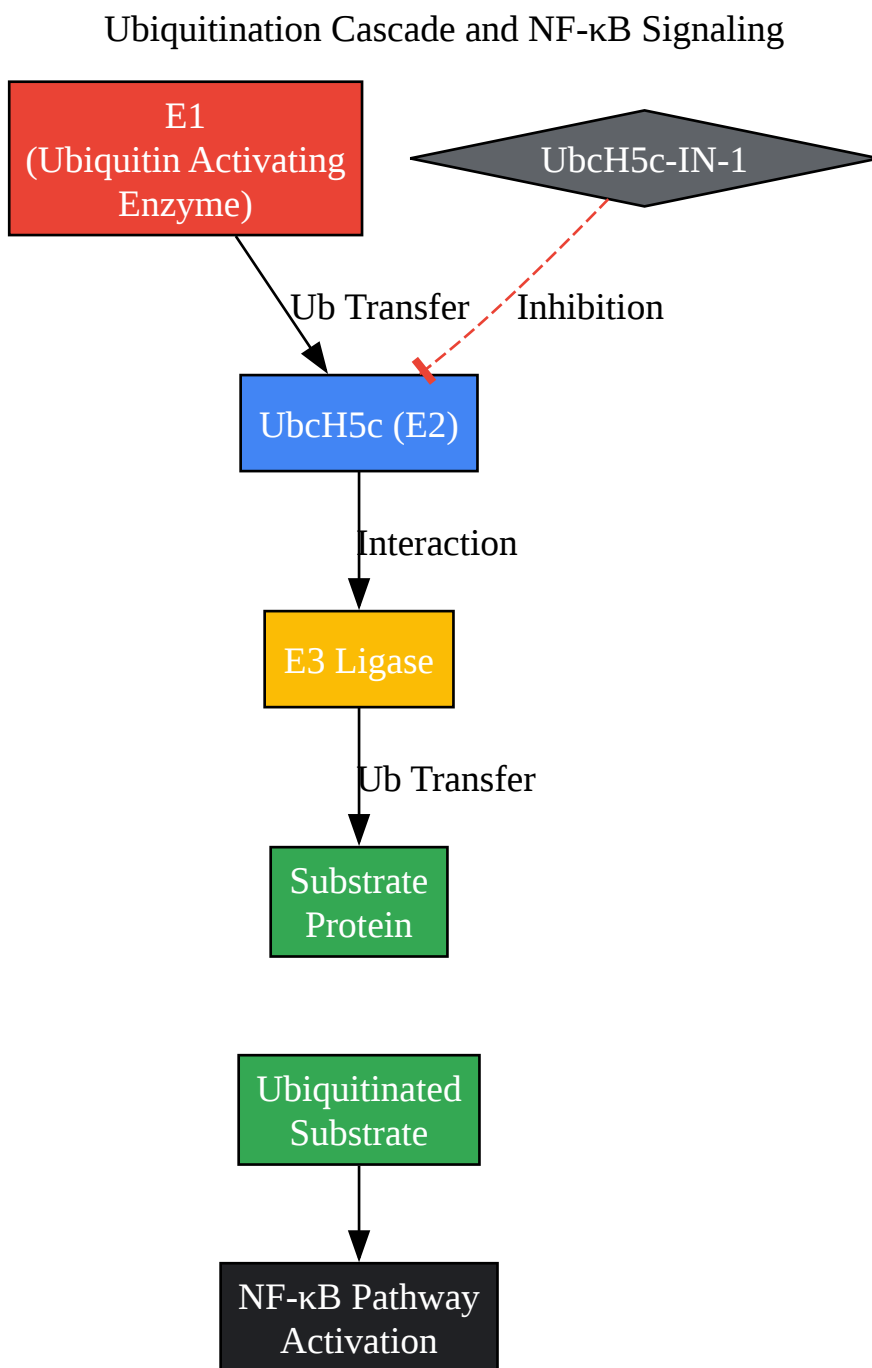 Ubiquitination Cascade and NF-κB Signaling
E1
(Ubiquitin Activating
Enzyme)
UbcH5c-IN-1
Ub Transfer
Inhibition
UbcH5c (E2)
Interaction
E3 Ligase
Ub Transfer
Substrate
Protein
Ubiquitinated
Substrate
NF-κB Pathway
Activation